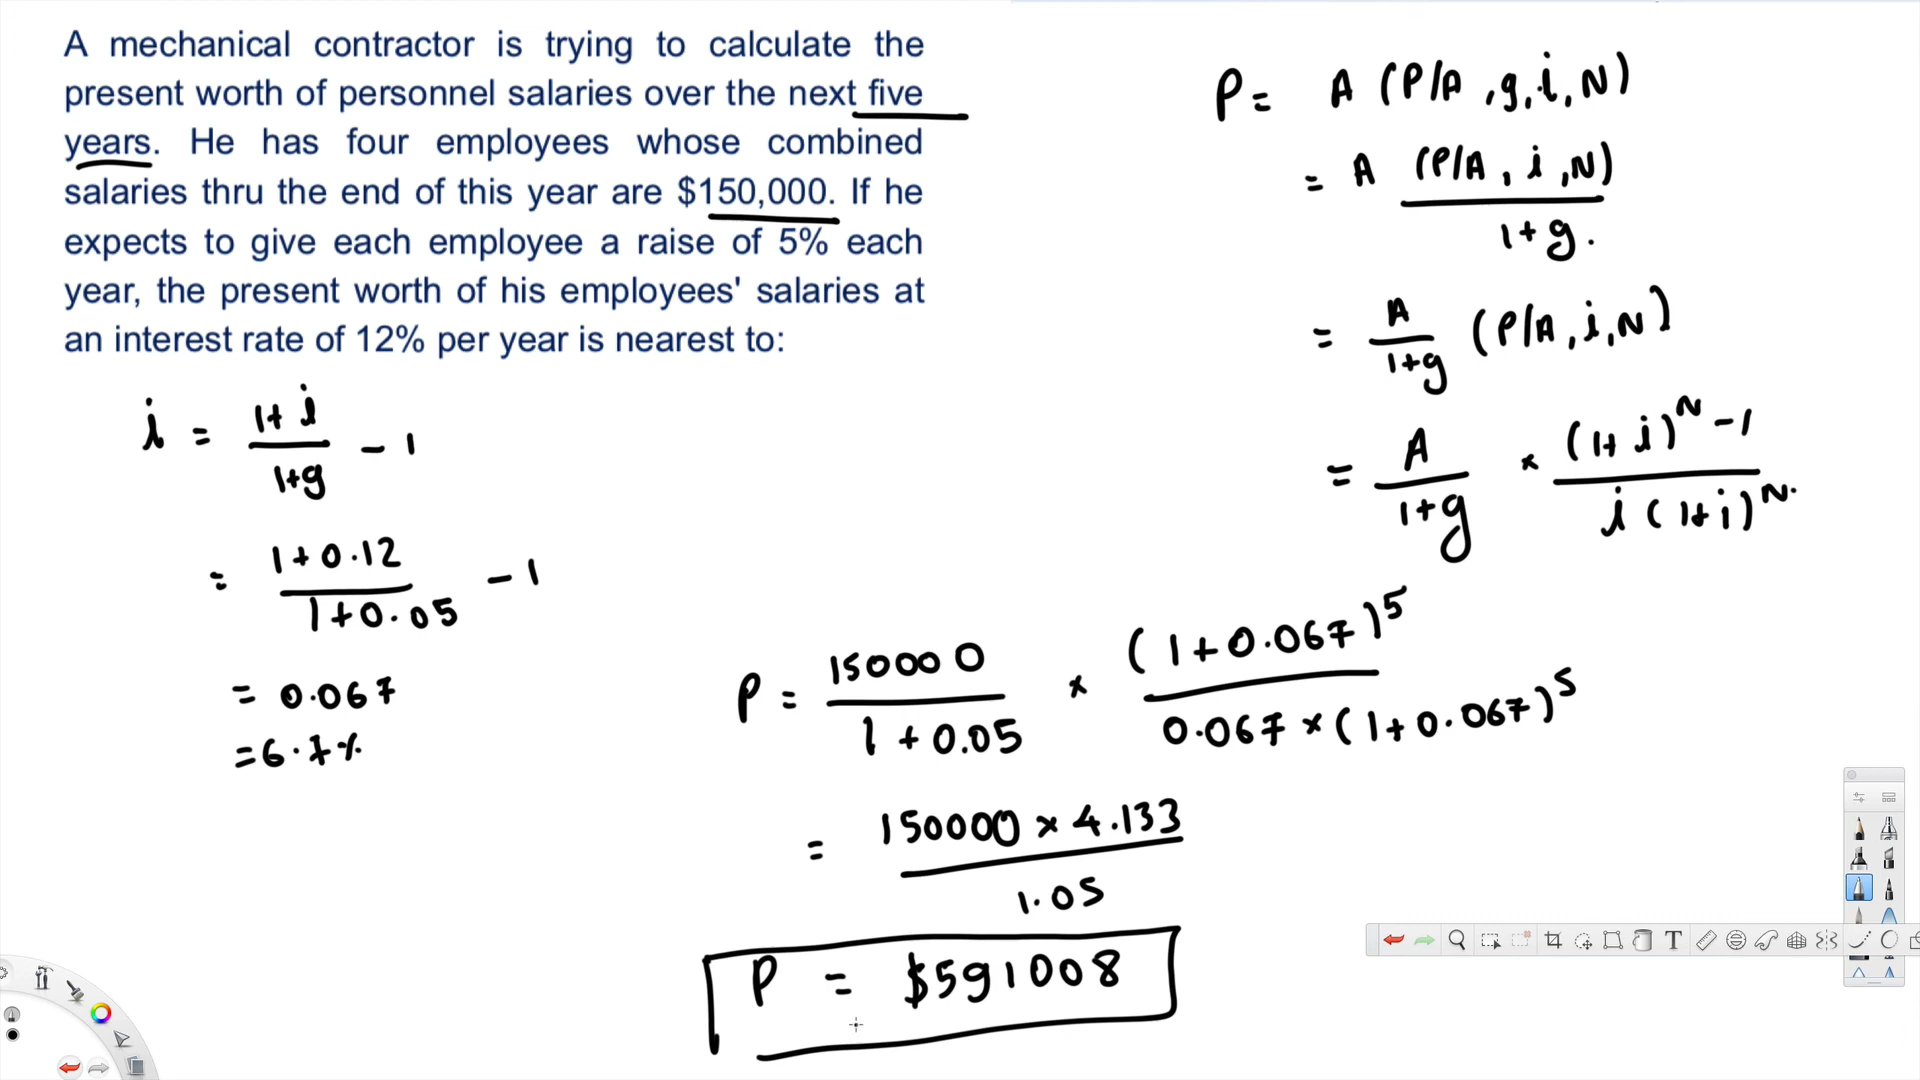 A mechanical contractor is trying to calculate the
present worth of personnel salaries over the next five
years. He has four employees whose combined
salaries thru the end of this year are $150,000. If he
expects to give each employee a raise of 5% each
year, the present worth of his employees' salaries at
an interest rate of 12% per year is nearest to:
i = (1+i)/(1+g) - 1
= (1+0.12)/(1+0.05) - 1
= 0.067
= 6.7%
P = A (P/A, g, i, N)
= A (P/A, i, N)/(1+g).
= A/(1+g) (P/A, i, N)
= A/(1+g) × ((1+i)^N - 1)/(i(1+i)^N).
P = 150000/(1+0.05) × (1+0.067)^5/(0.067×(1+0.067)^5)
= (150000 × 4.133)/1.05
P = $591008
T